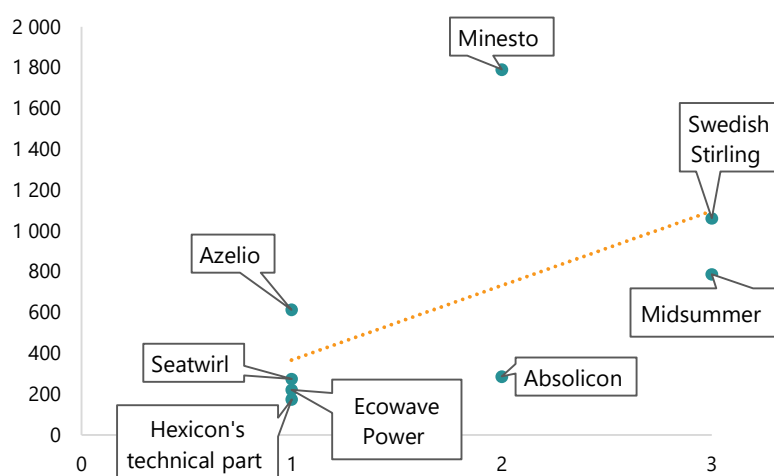 2 000
1 800
1 600
1 400
1 200
1 000
800
600
400
200
0
Minesto
Swedish
Stirling
Azelio
Midsummer
Seatwirl
Absolicon
Ecowave
Power
Hexicon's
technical part
0
1
2
3